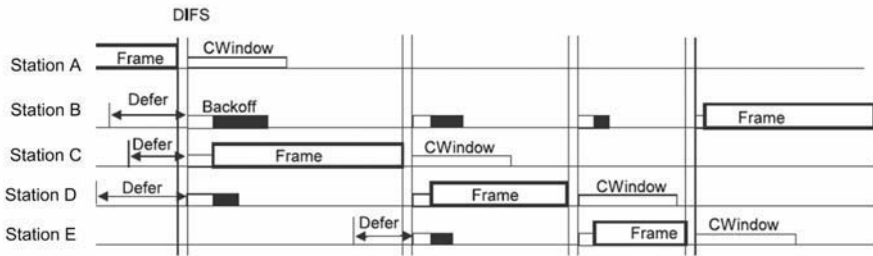 DIFS
Station A Frame CWindow
Station B Defer Backoff Frame
Station C Defer Frame CWindow
Station D Defer Frame CWindow
Station E Defer Frame CWindow